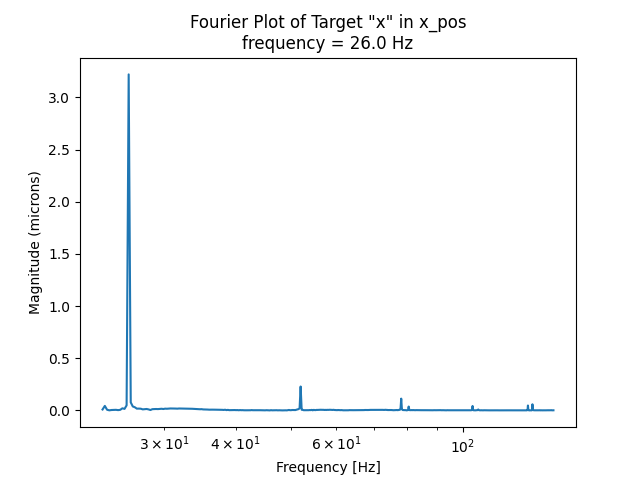 Fourier Plot of Target "x" in x_pos
frequency = 26.0 Hz
Magnitude (microns)
3.0
2.5
2.0
1.5
1.0
0.5
0.0
3 × 10¹
4 × 10¹
6 × 10¹
10²
Frequency [Hz]